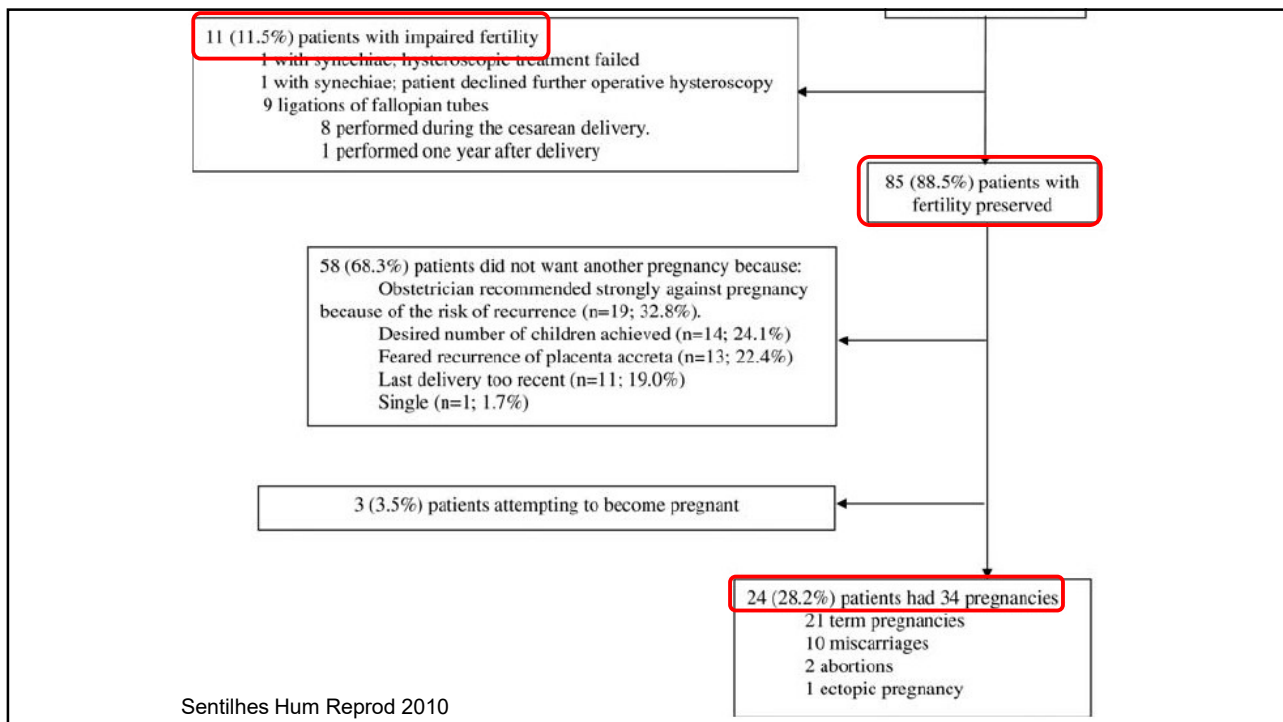 11 (11.5%) patients with impaired fertility
1 with synechiae; hysteroscopic treatment failed
1 with synechiae; patient declined further operative hysteroscopy
9 ligations of fallopian tubes
8 performed during the cesarean delivery.
1 performed one year after delivery
85 (88.5%) patients with
fertility preserved
58 (68.3%) patients did not want another pregnancy because:
Obstetrician recommended strongly against pregnancy
because of the risk of recurrence (n=19; 32.8%).
Desired number of children achieved (n=14; 24.1%)
Feared recurrence of placenta accreta (n=13; 22.4%)
Last delivery too recent (n=11; 19.0%)
Single (n=1; 1.7%)
3 (3.5%) patients attempting to become pregnant
24 (28.2%) patients had 34 pregnancies
21 term pregnancies
10 miscarriages
2 abortions
1 ectopic pregnancy
Sentilhes Hum Reprod 2010